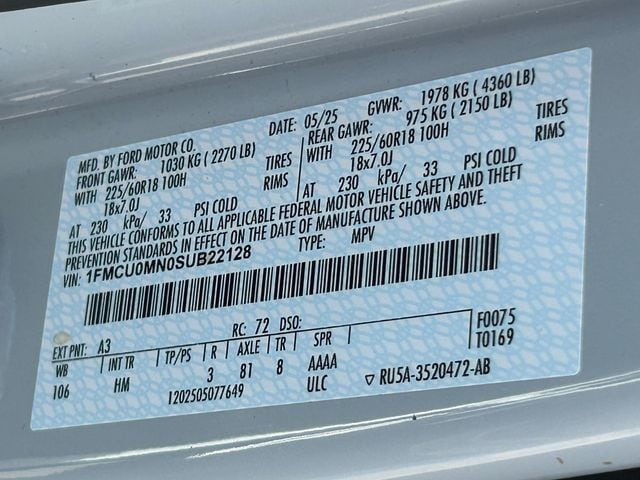 MFD. BY FORD MOTOR CO. DATE: 05/25 GVWR: 1978 KG ( 4360 LB)
FRONT GAWR: 1030 KG ( 2270 LB) REAR GAWR: 975 KG ( 2150 LB)
WITH 225/60R18 100H TIRES WITH 225/60R18 100H TIRES
18x7.0J RIMS 18x7.0J RIMS
AT 230 kPa/ 33 PSI COLD AT 230 kPa/ 33 PSI COLD
THIS VEHICLE CONFORMS TO ALL APPLICABLE FEDERAL MOTOR VEHICLE SAFETY AND THEFT
PREVENTION STANDARDS IN EFFECT ON THE DATE OF MANUFACTURE SHOWN ABOVE.
VIN: 1FMCU0MN0SUB22128 TYPE: MPV
EXT PNT: A3 RC: 72 DSO: F0075
WB INT TR TP/PS R AXLE TR SPR T0169
106 HM 3 81 8 AAAA
1202505077649 ULC ▽ RU5A-3520472-AB